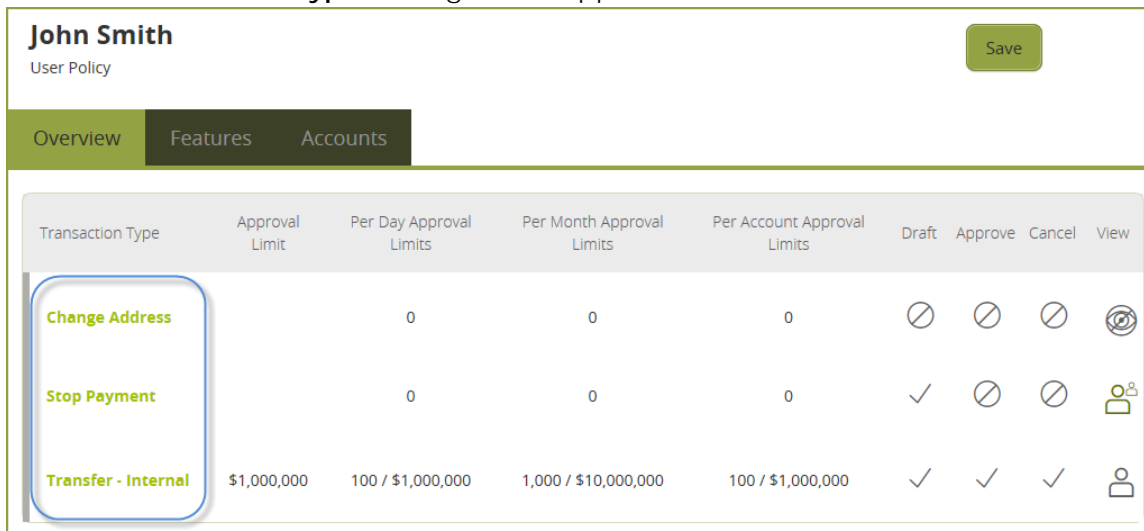 John Smith
Save
User Policy
Overview Features Accounts
Transaction Type Approval Limit Per Day Approval Limits Per Month Approval Limits Per Account Approval Limits Draft Approve Cancel View
Change Address 0 0 0
Stop Payment 0 0 0
Transfer - Internal $1,000,000 100 / $1,000,000 1,000 / $10,000,000 100 / $1,000,000